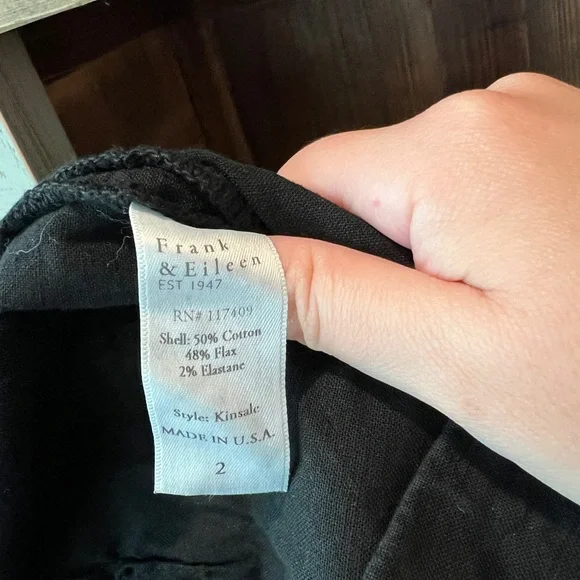 Frank
& Eileen
EST 1947
RN# 117409
Shell: 50% Cotton
48% Flax
2% Elastane
Style: Kinsale
MADE IN U.S.A.
2